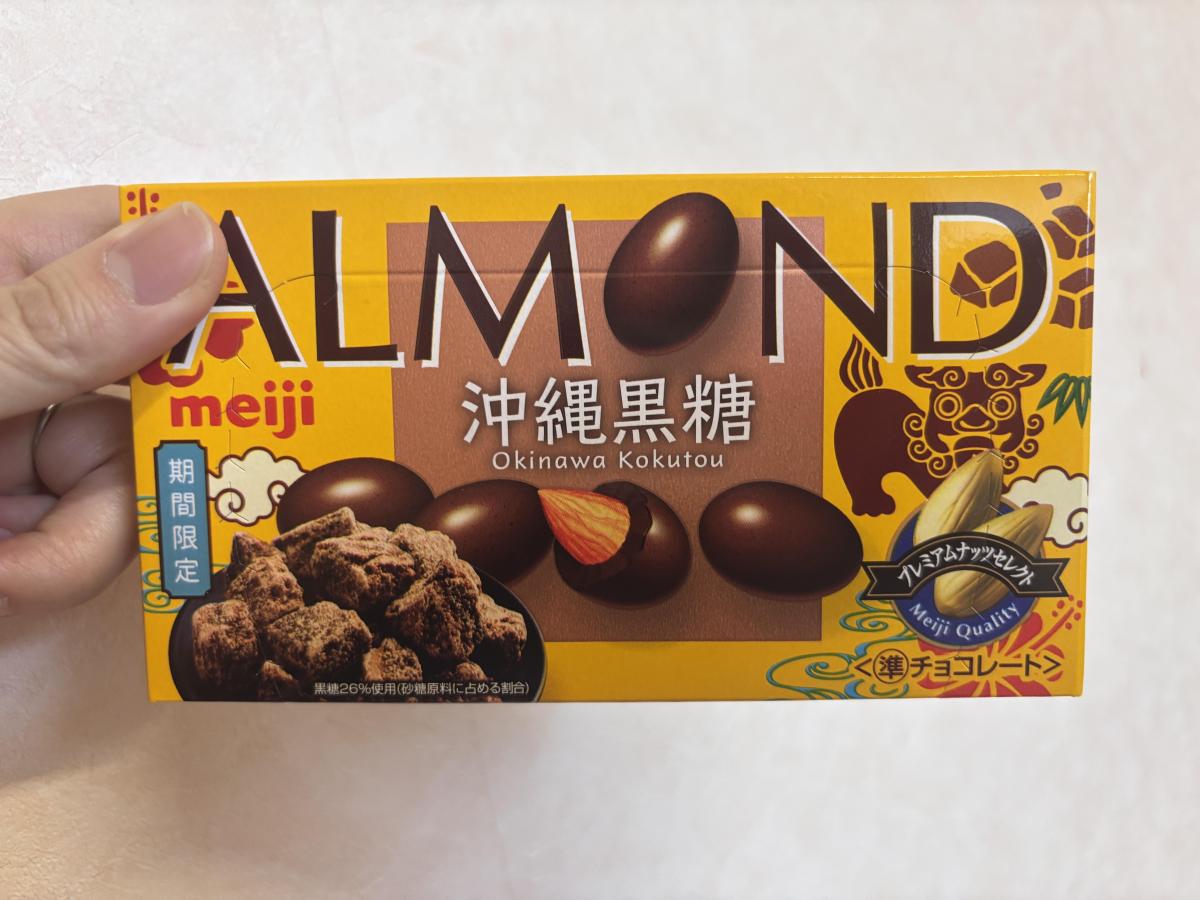 ALMOND
meiji
沖縄黒糖
Okinawa Kokutou
期間限定
プレミアムナッツセレクト
Meiji Quality
黒糖26%使用(砂糖原料に占める割合)
<㊜チョコレート>